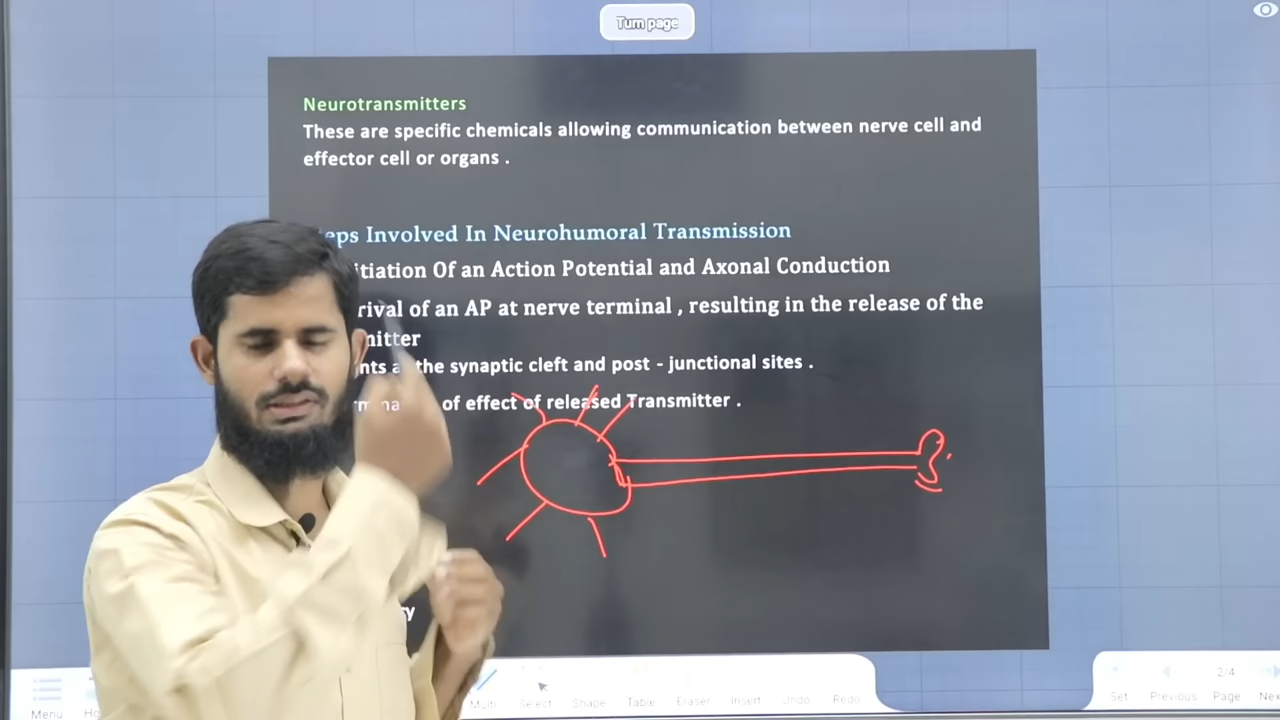 Turn page
Neurotransmitters
These are specific chemicals allowing communication between nerve cell and
effector cell or organs .
Involved In Neurohumoral Transmission
Of an Action Potential and Axonal Conduction
of an AP at nerve terminal , resulting in the release of the
the synaptic cleft and post - junctional sites .
of effect of released Transmitter .
Multi Select Shape Table Eraser Insert Undo Redo
2/4
Menu Set Previous Page